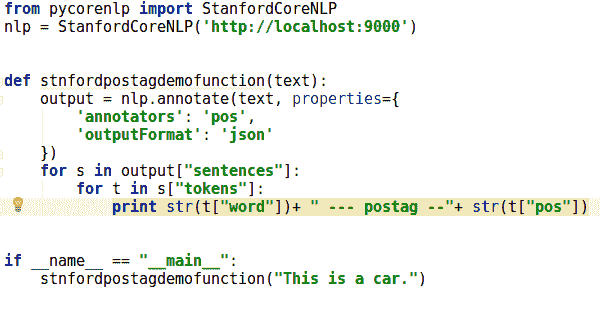 from pycorenlp import StanfordCoreNLP
nlp = StanfordCoreNLP('http://localhost:9000')
def stnfordpostagdemofunction(text):
    output = nlp.annotate(text, properties={
        'annotators': 'pos',
        'outputFormat': 'json'
    })
    for s in output["sentences"]:
        for t in s["tokens"]:
            print str(t["word"])+ " --- postag --"+ str(t["pos"])
if __name__ == "__main__":
    stnfordpostagdemofunction("This is a car.")